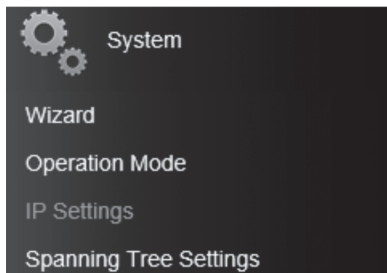 System
Wizard
Operation Mode
IP Settings
Spanning Tree Settings